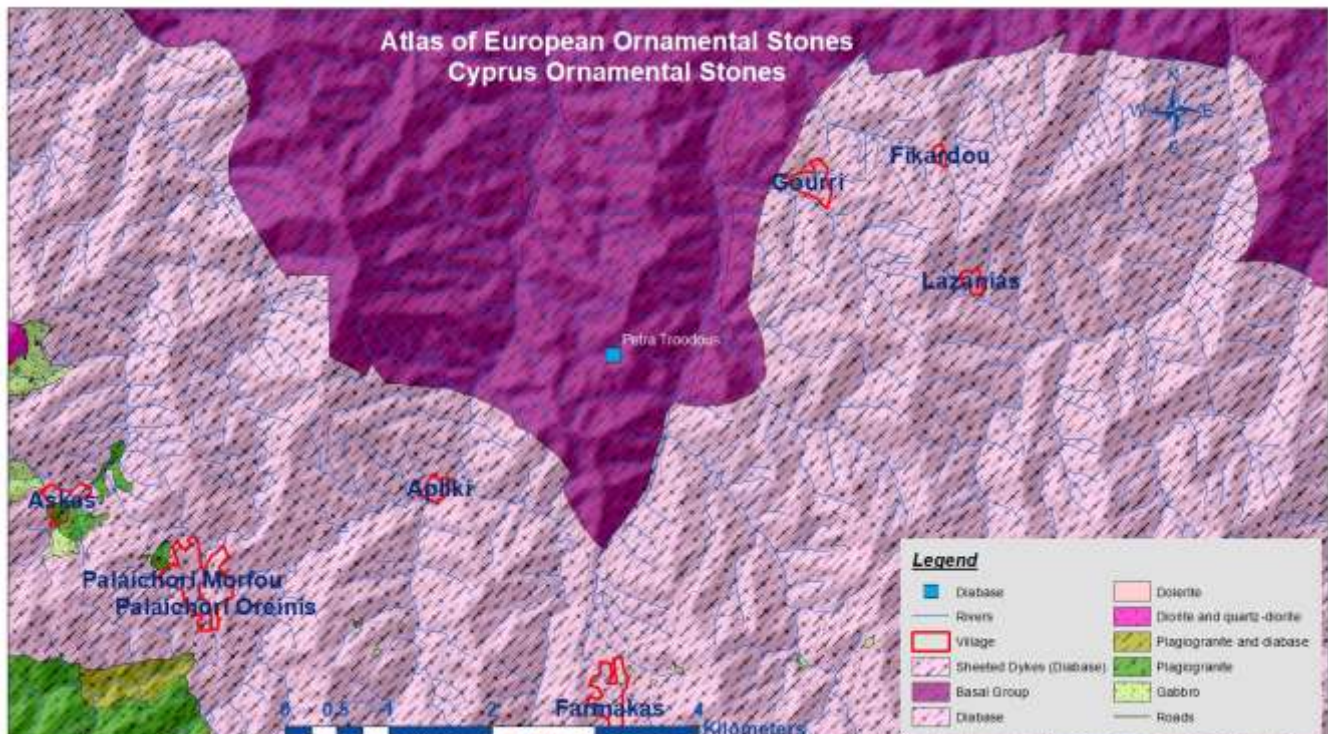 Atlas of European Ornamental Stones
Cyprus Ornamental Stones
N
W E
S
Fikardou
Gourri
Lazanias
Petra Troodous
Apliki
Askas
Palaichori Morfou
Palaichori Oreinis
Farmakas
0 0,5 1 2 4
Kilometers
Legend
Diabase
Rivers
Village
Sheeted Dykes (Diabase)
Basal Group
Diabase
Dolerite
Diorite and quartz-diorite
Plagiogranite and diabase
Plagiogranite
Gabbro
Roads